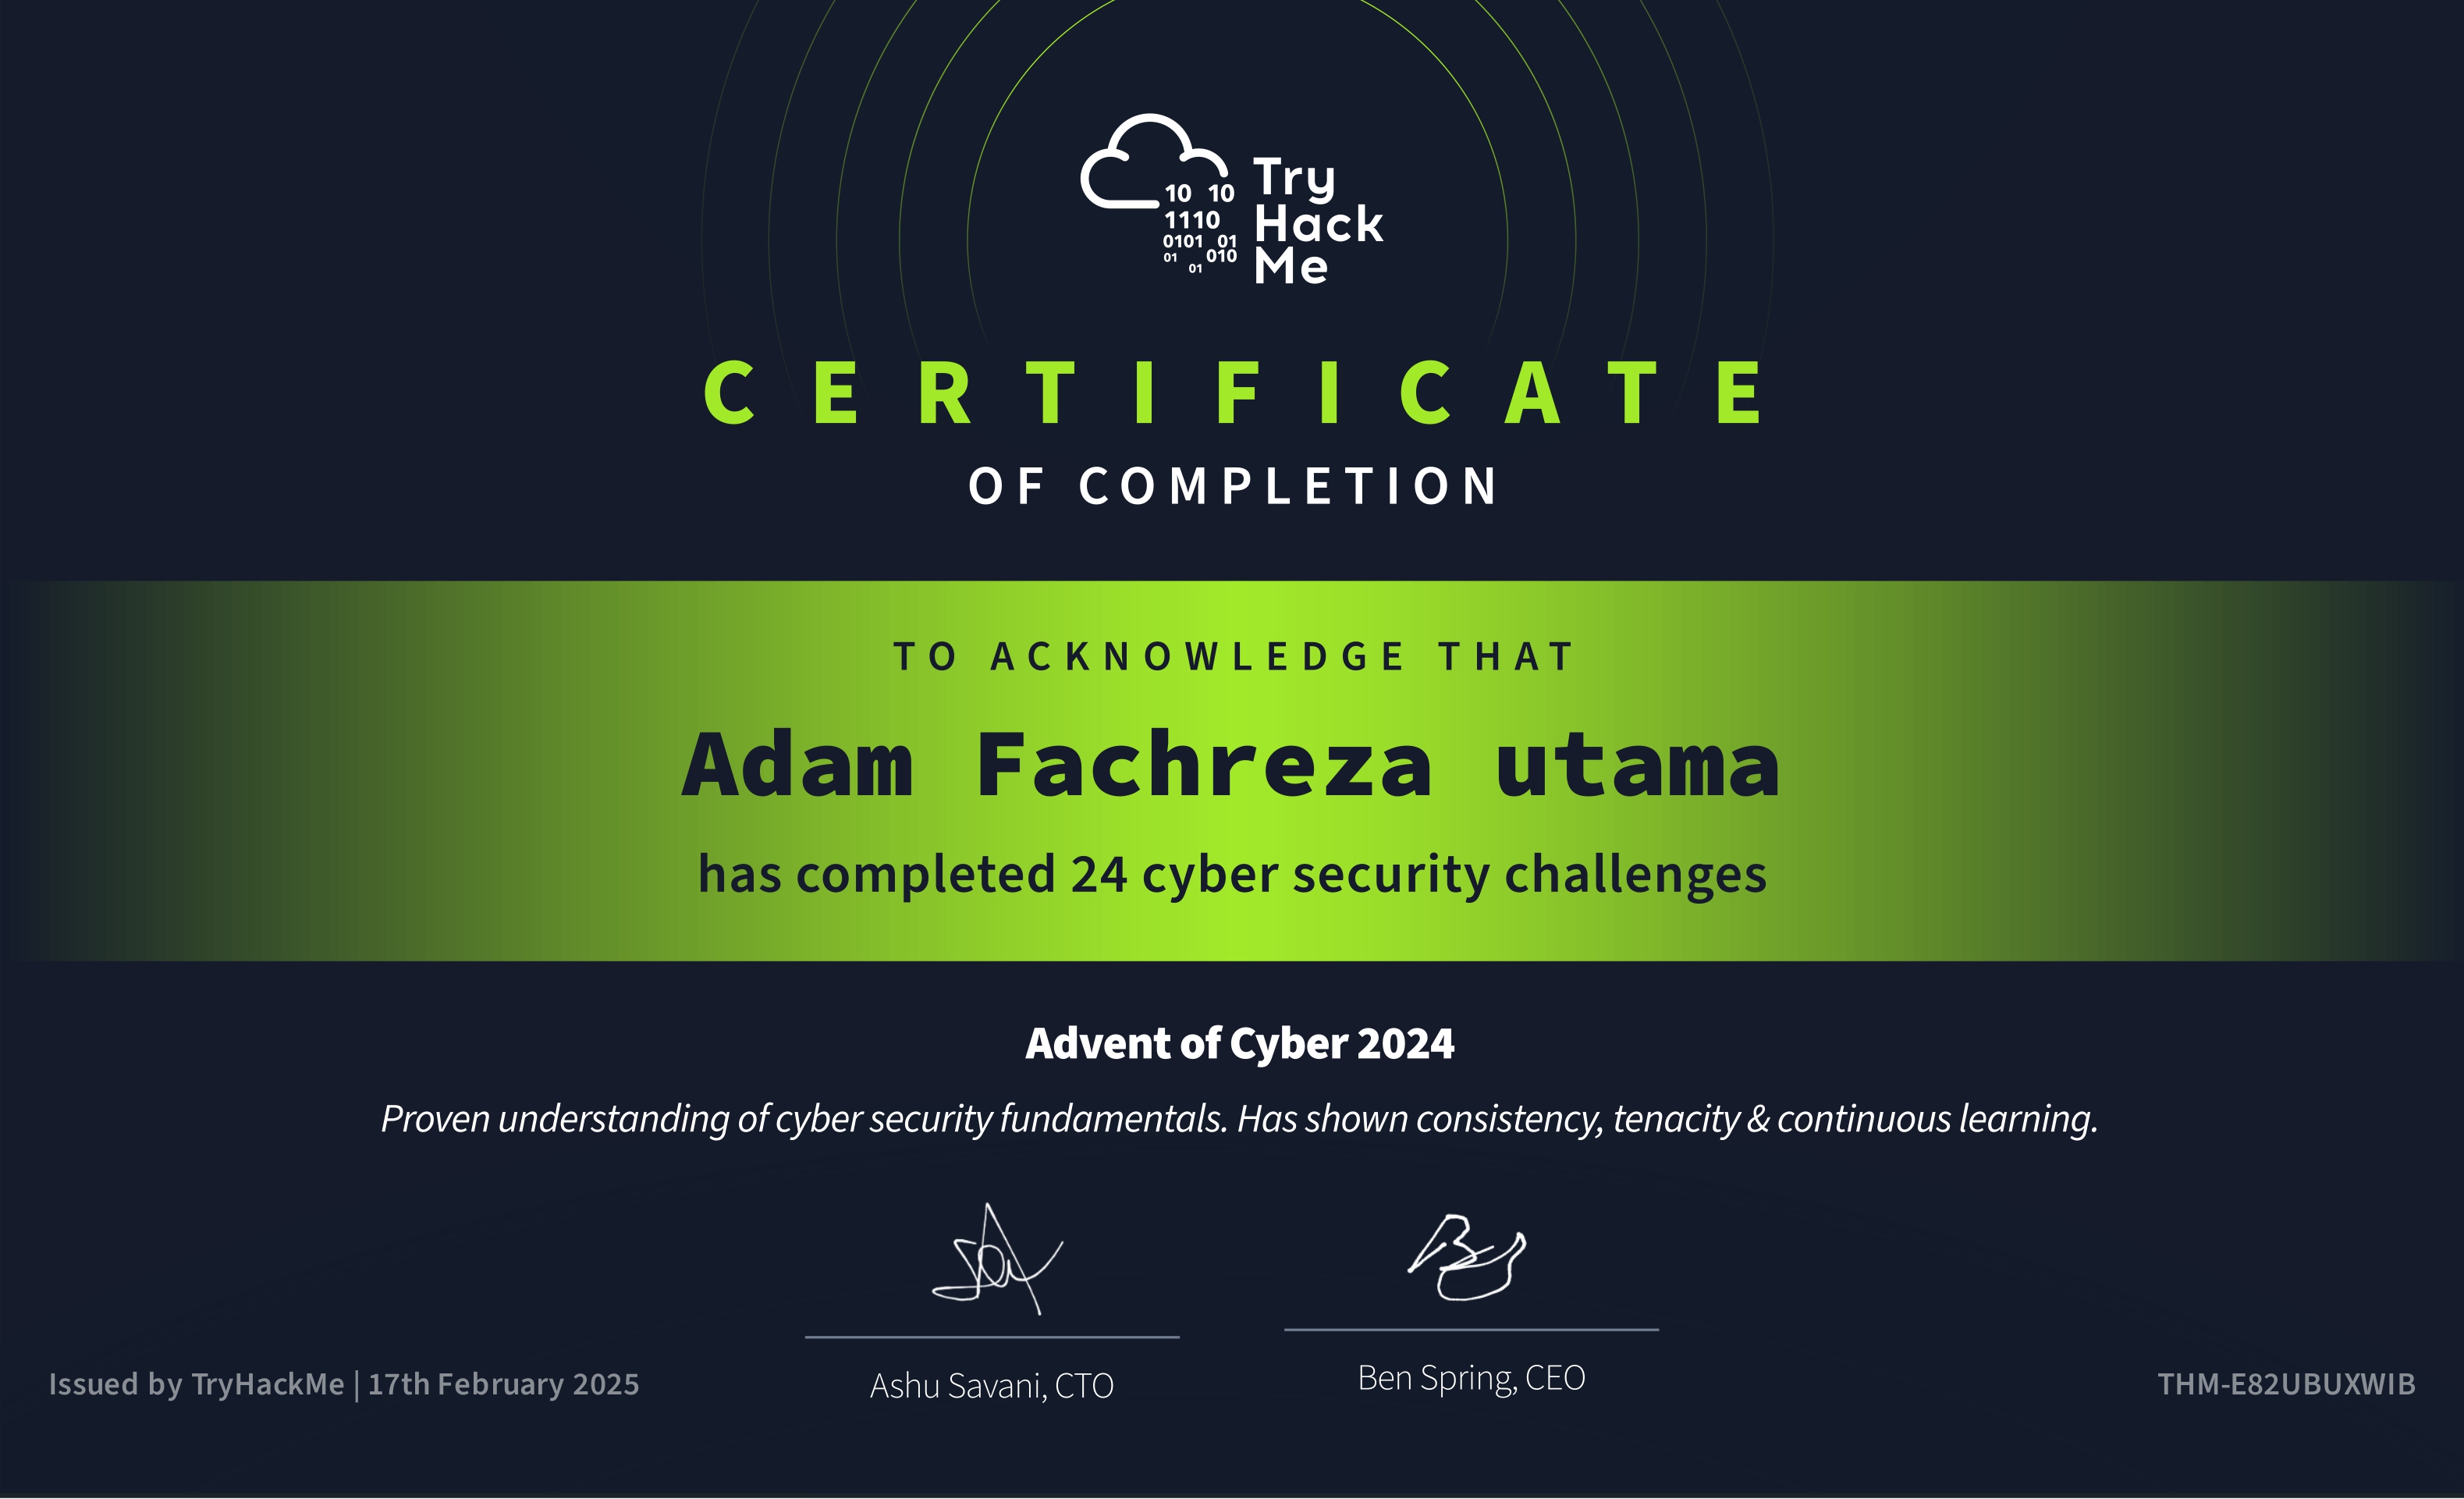 10 10
1110
0101 01
01 010
01
Try
Hack
Me
CERTIFICATE
OF COMPLETION
TO ACKNOWLEDGE THAT
Adam Fachreza utama
has completed 24 cyber security challenges
Advent of Cyber 2024
Proven understanding of cyber security fundamentals. Has shown consistency, tenacity & continuous learning.
Ashu Savani, CTO
Ben Spring, CEO
Issued by TryHackMe | 17th February 2025
THM-E82UBUXWIB